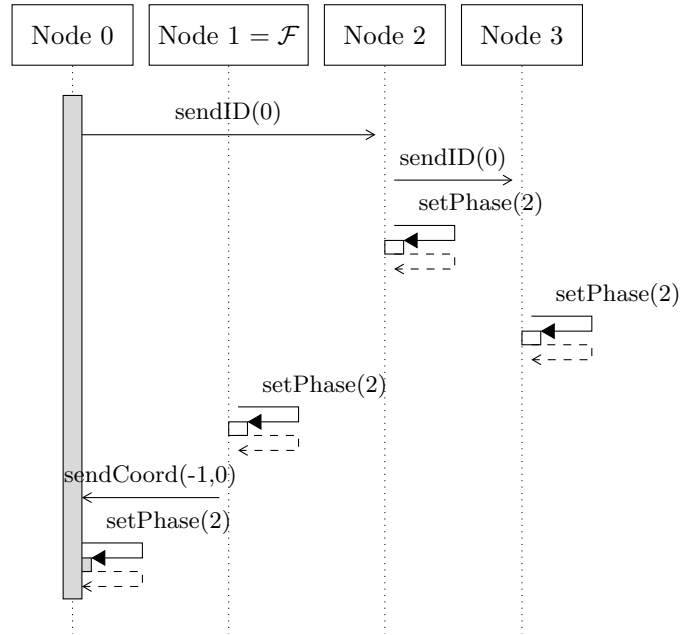 Node 0
Node 1 = ℱ
Node 2
Node 3
sendID(0)
sendID(0)
setPhase(2)
setPhase(2)
setPhase(2)
sendCoord(-1,0)
setPhase(2)